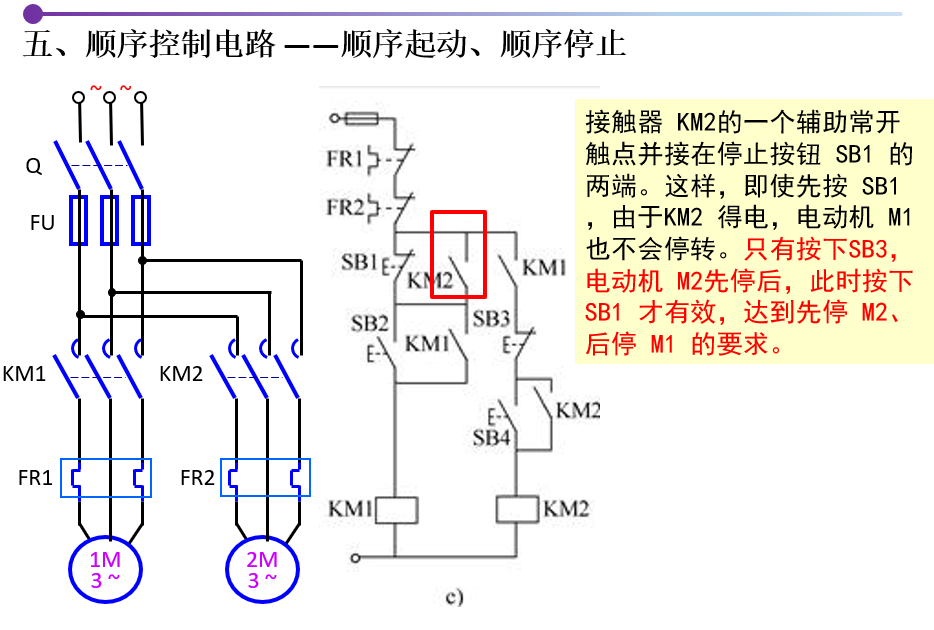 五、顺序控制电路 ——顺序起动、顺序停止
~ ~
Q
FU
KM1
KM2
FR1
FR2
1M
3 ~
2M
3 ~
FR1
FR2
SB1
KM2
KM1
SB2
KM1
SB3
KM2
SB4
KM1
KM2
c)
接触器 KM2的一个辅助常开
触点并接在停止按钮 SB1 的
两端。这样，即使先按 SB1
，由于KM2 得电，电动机 M1
也不会停转。只有按下SB3，
电动机 M2先停后，此时按下
SB1 才有效，达到先停 M2、
后停 M1 的要求。